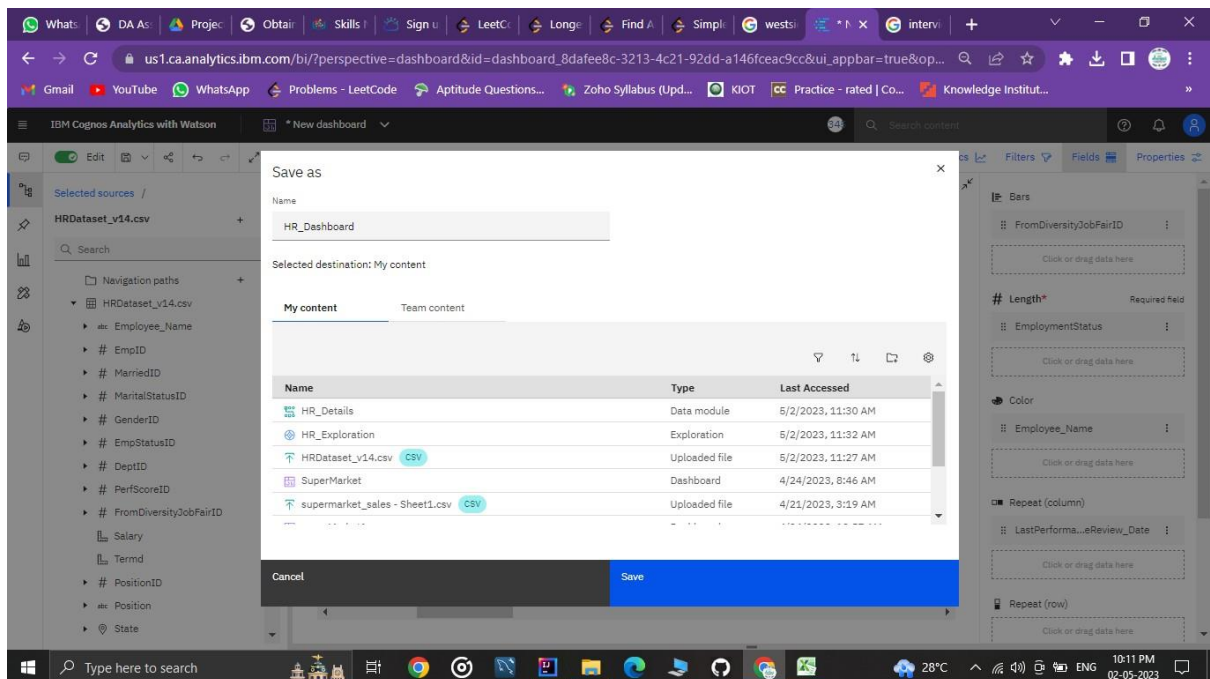 Whats
DA As:
Projec
Obtair
Skills
Sign u
LeetCo
Longe
Find A
Simpli
westsi
intervi
us1.ca.analytics.ibm.com/bi/?perspective=dashboard&id=dashboard_8dafee8c-3213-4c21-92dd-a146fceac9cc&ui_appbar=true&op...
Gmail YouTube WhatsApp Problems - LeetCode Aptitude Questions... Zoho Syllabus (Upd... KIOT CC Practice - rated | Co... Knowledge Institut... »
IBM Cognos Analytics with Watson * New dashboard 34 Search content
Edit Filters Fields Properties
Selected sources /
HRDataset_v14.csv +
Search
Navigation paths +
HRDataset_v14.csv
abc Employee_Name
# EmpID
# MarriedID
# MaritalStatusID
# GenderID
# EmpStatusID
# DeptID
# PerfScoreID
# FromDiversityJobFairID
Salary
Termd
# PositionID
abc Position
State
Save as
Name
HR_Dashboard
Selected destination: My content
My content Team content
Name Type Last Accessed
HR_Details Data module 5/2/2023, 11:30 AM
HR_Exploration Exploration 5/2/2023, 11:32 AM
HRDataset_v14.csv CSV Uploaded file 5/2/2023, 11:27 AM
SuperMarket Dashboard 4/24/2023, 8:46 AM
supermarket_sales - Sheet1.csv CSV Uploaded file 4/21/2023, 3:19 AM
Cancel Save
Bars
FromDiversityJobFairID
Click or drag data here
# Length* Required field
EmploymentStatus
Click or drag data here
Color
Employee_Name
Click or drag data here
Repeat (column)
LastPerforma...eReview_Date
Click or drag data here
Repeat (row)
Click or drag data here
Type here to search
28°C ENG 10:11 PM
02-05-2023